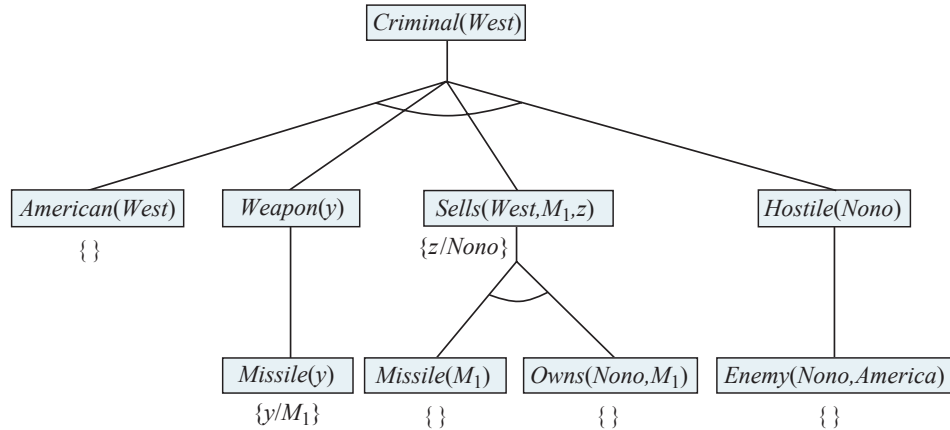 Criminal(West)
American(West) Weapon(y) Sells(West,M₁,z) Hostile(Nono)
{ } {z/Nono}
Missile(y) Missile(M₁) Owns(Nono,M₁) Enemy(Nono,America)
{y/M₁} { } { } { }